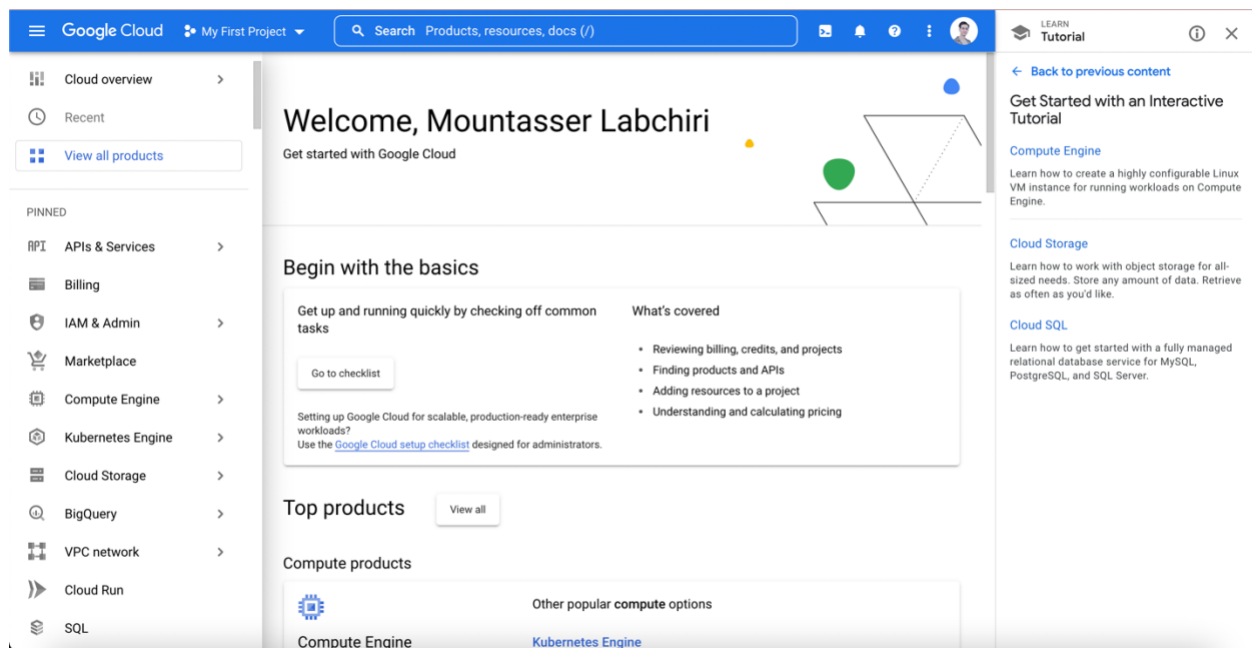 Google Cloud
My First Project
Search Products, resources, docs (/)
Cloud overview
Recent
View all products
PINNED
API APIs & Services
Billing
IAM & Admin
Marketplace
Compute Engine
Kubernetes Engine
Cloud Storage
BigQuery
VPC network
Cloud Run
SQL
Welcome, Mountasser Labchiri
Get started with Google Cloud
Begin with the basics
Get up and running quickly by checking off common
tasks
Go to checklist
Setting up Google Cloud for scalable, production-ready enterprise
workloads?
Use the Google Cloud setup checklist designed for administrators.
What's covered
• Reviewing billing, credits, and projects
• Finding products and APIs
• Adding resources to a project
• Understanding and calculating pricing
Top products
View all
Compute products
Compute Engine
Other popular compute options
Kubernetes Engine
LEARN
Tutorial
← Back to previous content
Get Started with an Interactive
Tutorial
Compute Engine
Learn how to create a highly configurable Linux
VM instance for running workloads on Compute
Engine.
Cloud Storage
Learn how to work with object storage for all-
sized needs. Store any amount of data. Retrieve
as often as you'd like.
Cloud SQL
Learn how to get started with a fully managed
relational database service for MySQL,
PostgreSQL, and SQL Server.